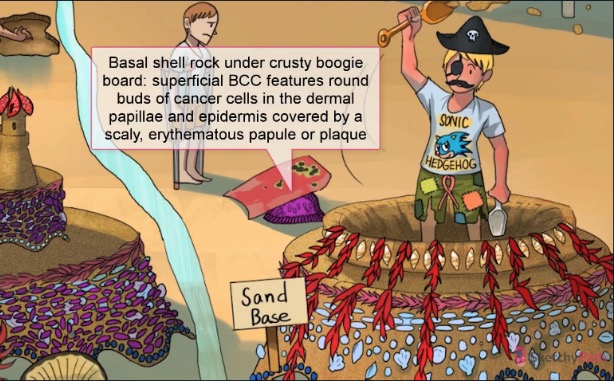 Basal shell rock under crusty boogie
board: superficial BCC features round
buds of cancer cells in the dermal
papillae and epidermis covered by a
scaly, erythematous papule or plaque
SONIC
HEDGEHOG
Sand
Base